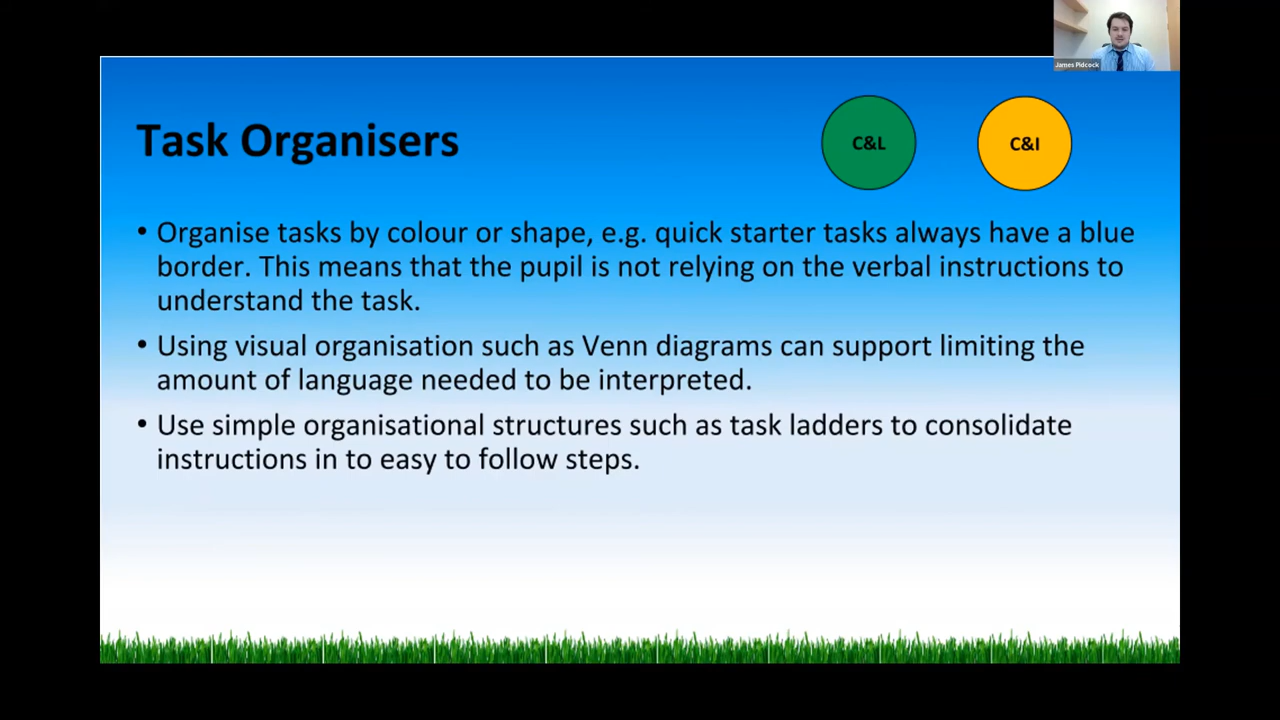 James Pidcock
Task Organisers
C&L
C&I
• Organise tasks by colour or shape, e.g. quick starter tasks always have a blue
border. This means that the pupil is not relying on the verbal instructions to
understand the task.
• Using visual organisation such as Venn diagrams can support limiting the
amount of language needed to be interpreted.
• Use simple organisational structures such as task ladders to consolidate
instructions in to easy to follow steps.